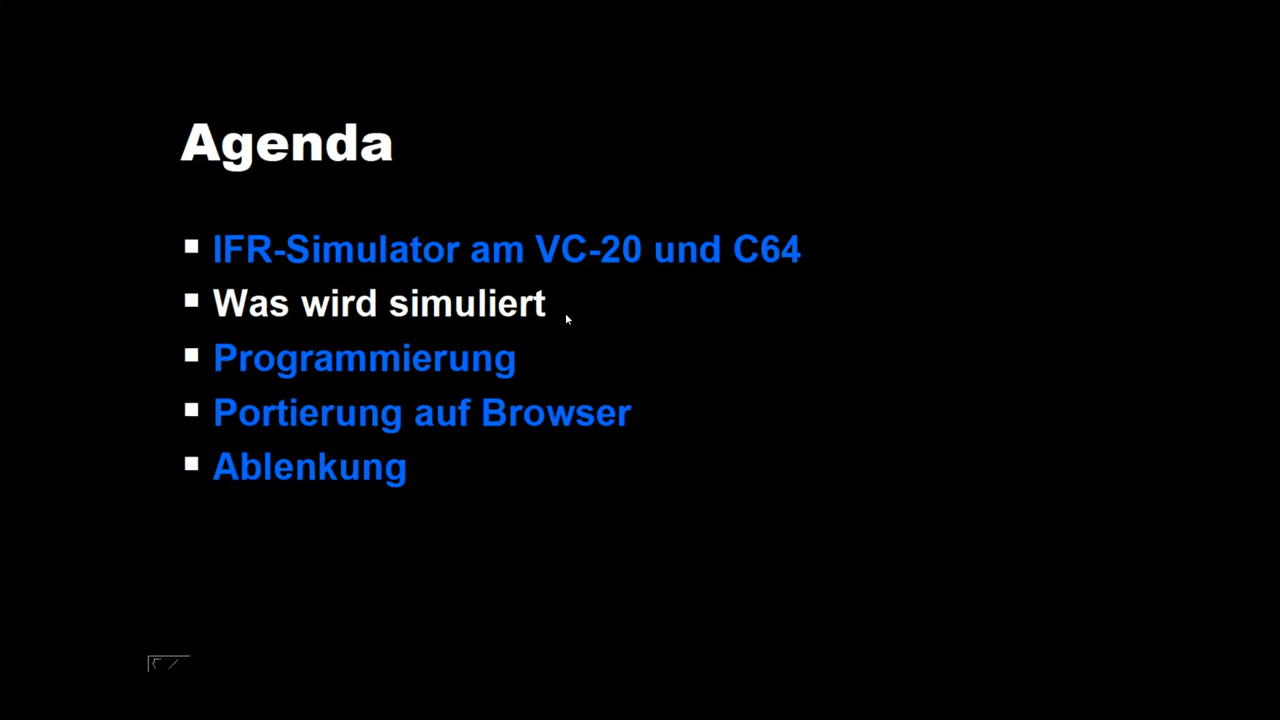 Agenda
IFR-Simulator am VC-20 und C64
Was wird simuliert
Programmierung
Portierung auf Browser
Ablenkung